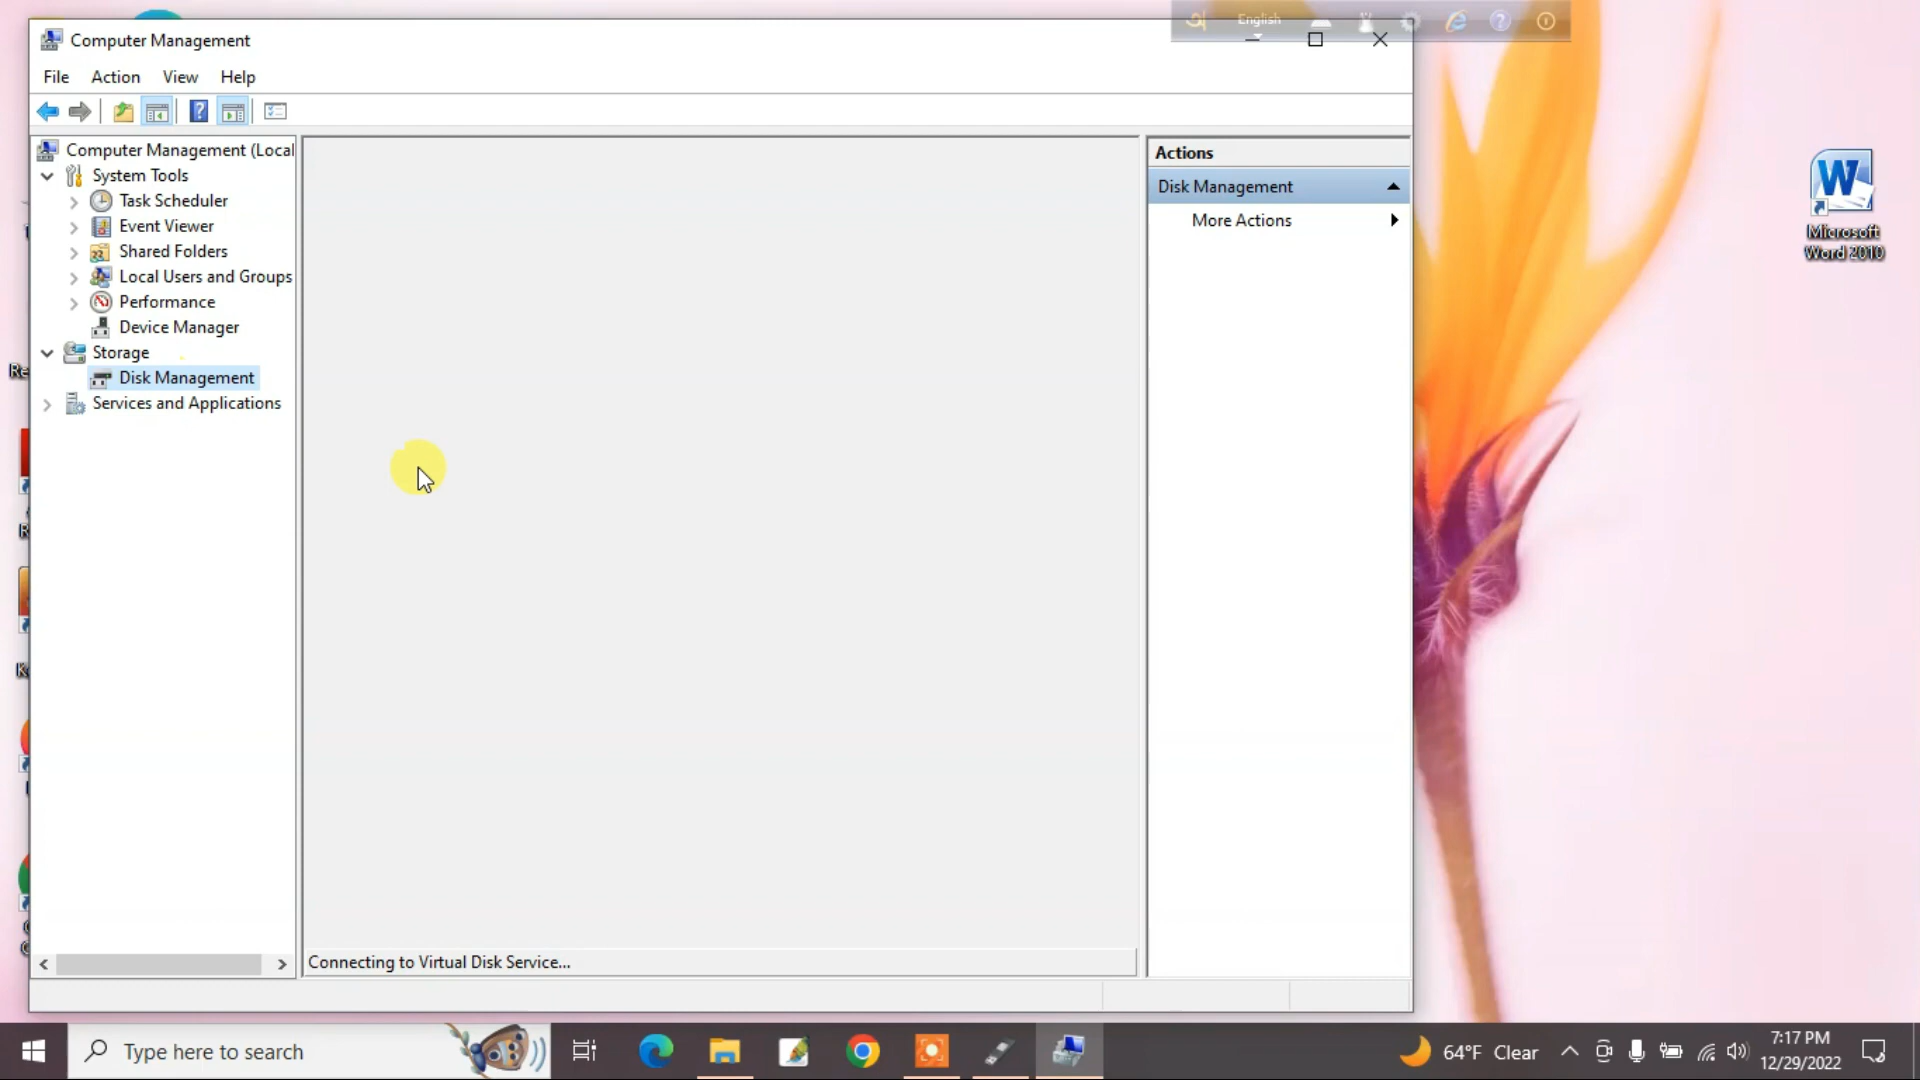 Computer Management
English
File Action View Help
Computer Management (Local
System Tools
Task Scheduler
Event Viewer
Shared Folders
Local Users and Groups
Performance
Device Manager
Storage
Disk Management
Services and Applications
Connecting to Virtual Disk Service...
Actions
Disk Management
More Actions
Microsoft
Word 2010
Re
Type here to search
64°F Clear
7:17 PM
12/29/2022